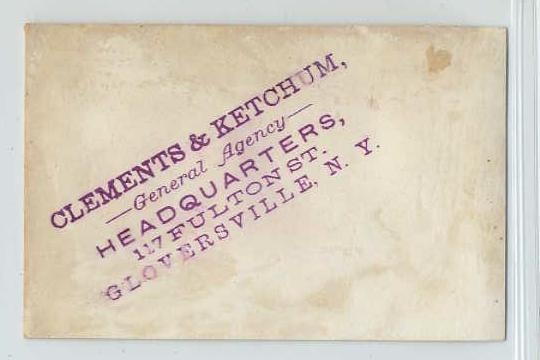 CLEMENTS & KETCHUM,
—General Agency—
HEADQUARTERS,
117 FULTON ST.
GLOVERSVILLE, N. Y.